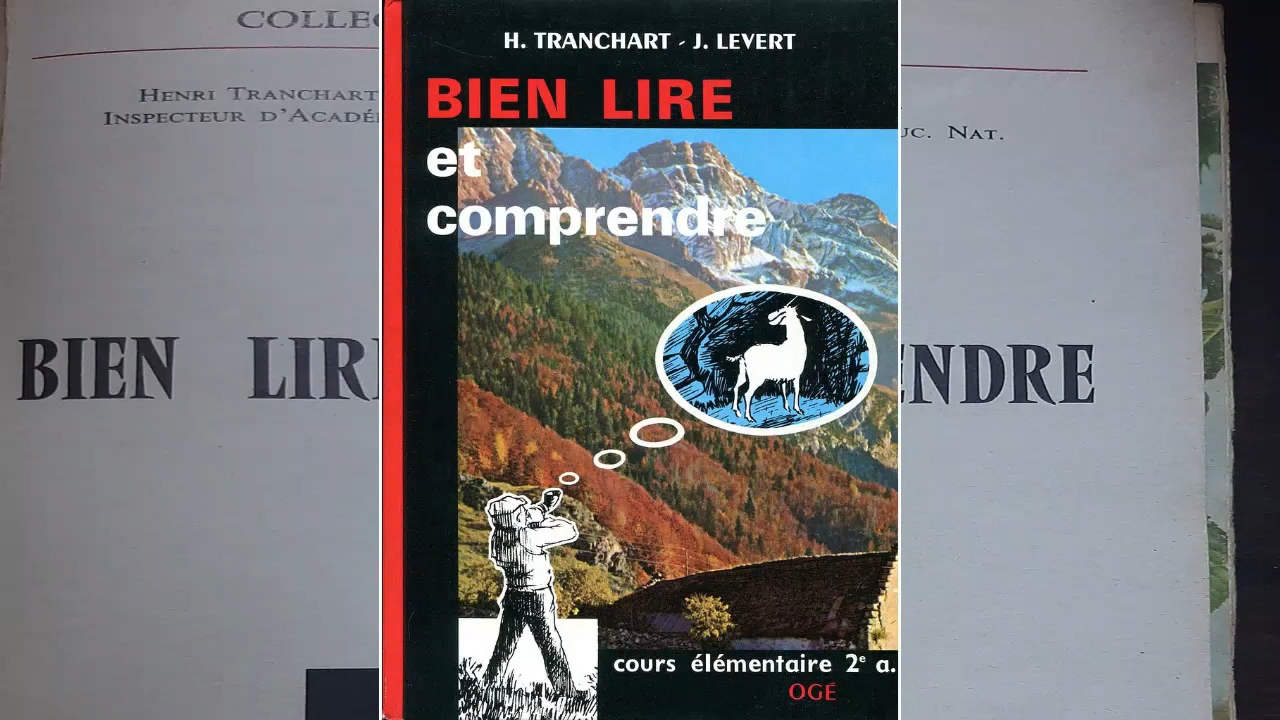 COLLE
HENRI TRANCHART
INSPECTEUR D'ACADÉ
BIEN LIR
H. TRANCHART - J. LEVERT
BIEN LIRE
et
comprendre
cours élémentaire 2e a.
OGÉ
UC. NAT.
ENDRE